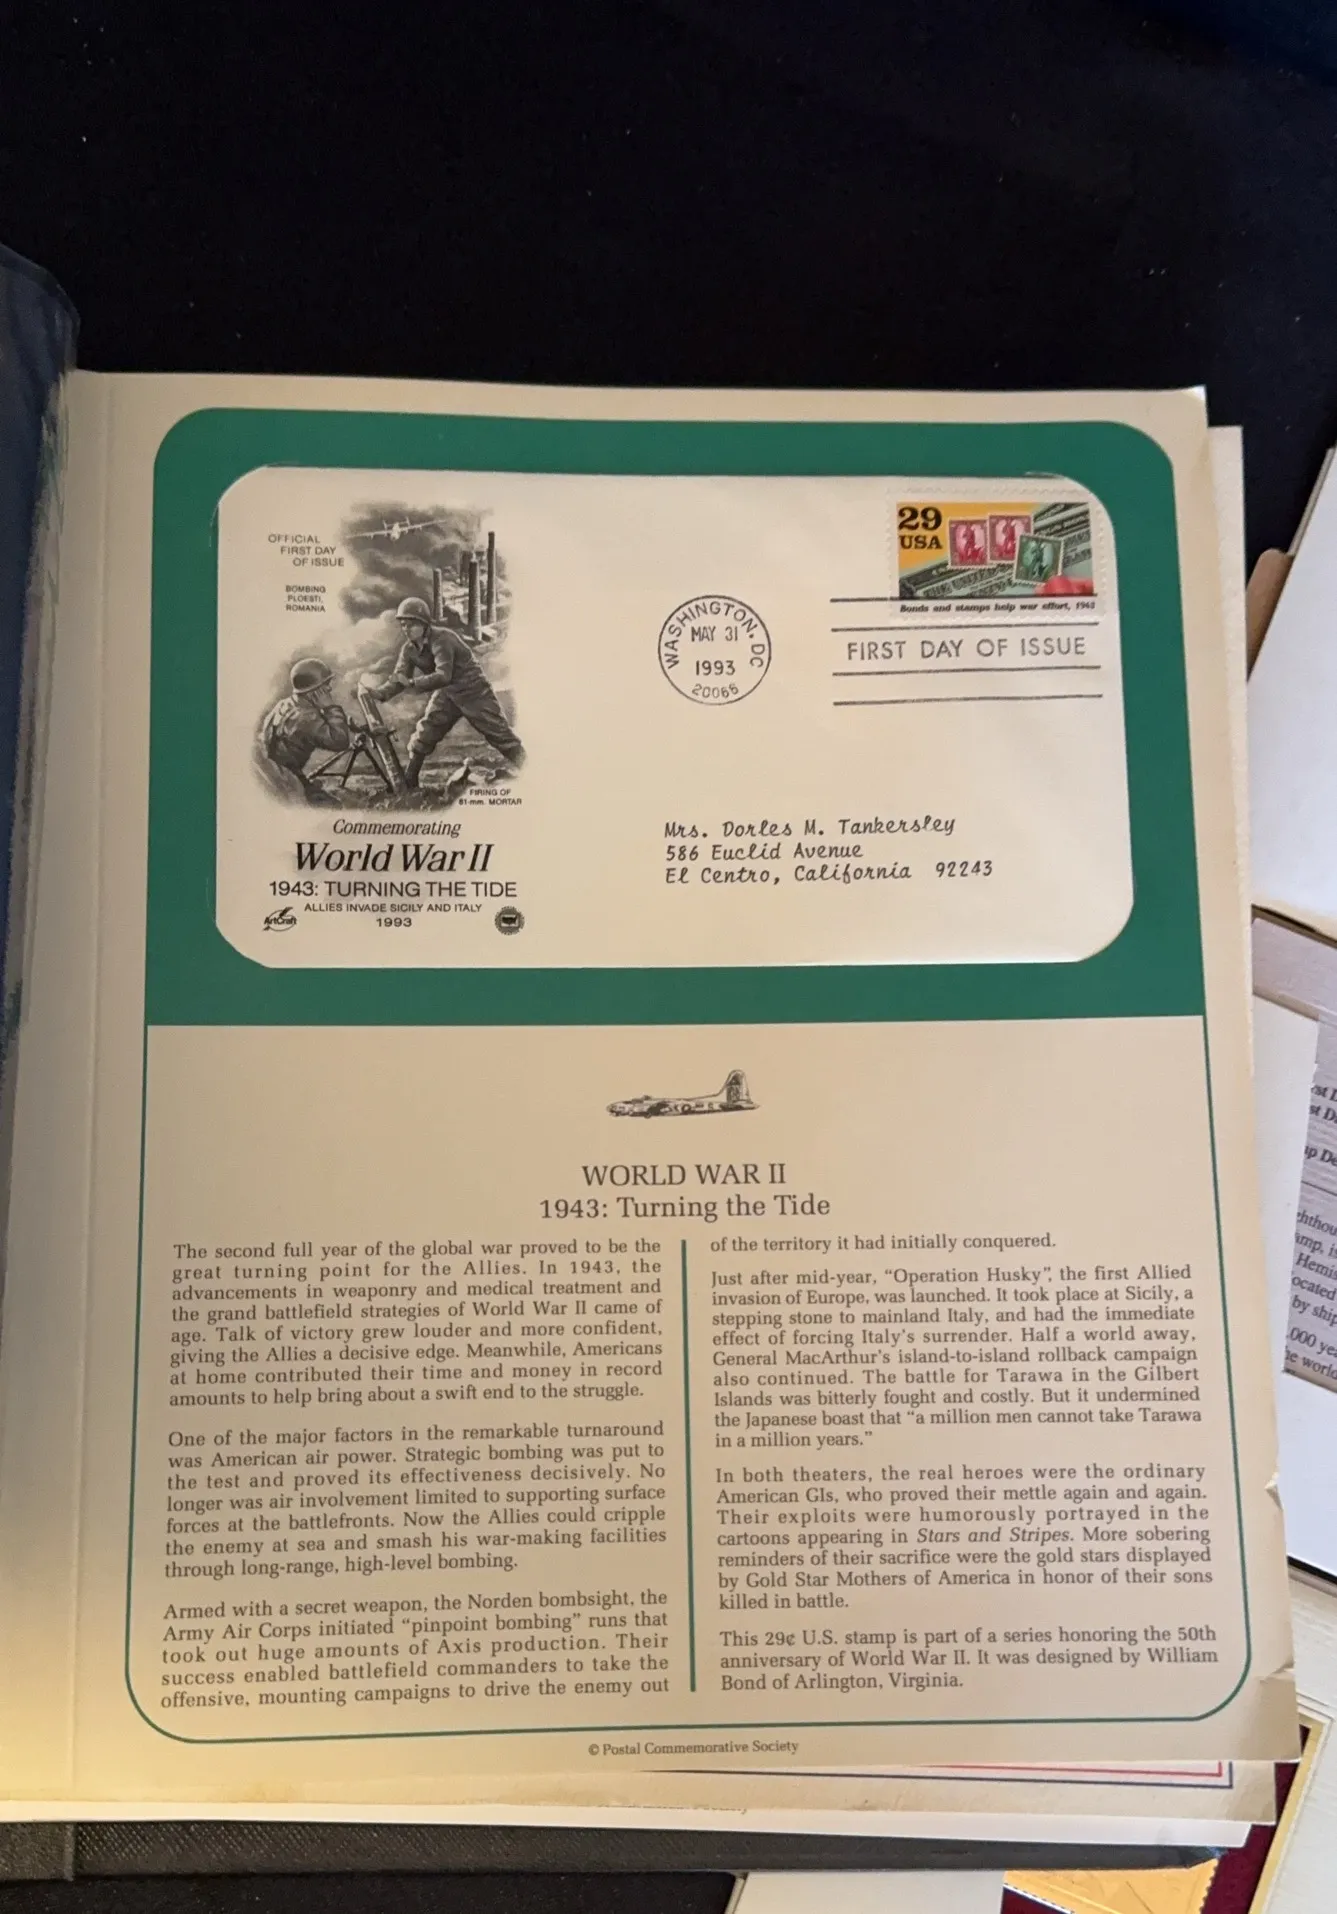 OFFICIAL
FIRST DAY
OF ISSUE
BOMBING
PLOESTI,
ROMANIA
FIRING OF
81-mm. MORTAR
Commemorating
World War II
1943: TURNING THE TIDE
ALLIES INVADE SICILY AND ITALY
1993
ArtCraft
29
USA
Bonds and stamps help war effort, 1943
WASHINGTON, DC
MAY 31
1993
20066
FIRST DAY OF ISSUE
Mrs. Dorles M. Tankersley
586 Euclid Avenue
El Centro, California 92243
WORLD WAR II
1943: Turning the Tide
The second full year of the global war proved to be the
great turning point for the Allies. In 1943, the
advancements in weaponry and medical treatment and
the grand battlefield strategies of World War II came of
age. Talk of victory grew louder and more confident,
giving the Allies a decisive edge. Meanwhile, Americans
at home contributed their time and money in record
amounts to help bring about a swift end to the struggle.
One of the major factors in the remarkable turnaround
was American air power. Strategic bombing was put to
the test and proved its effectiveness decisively. No
longer was air involvement limited to supporting surface
forces at the battlefronts. Now the Allies could cripple
the enemy at sea and smash his war-making facilities
through long-range, high-level bombing.
Armed with a secret weapon, the Norden bombsight, the
Army Air Corps initiated “pinpoint bombing” runs that
took out huge amounts of Axis production. Their
success enabled battlefield commanders to take the
offensive, mounting campaigns to drive the enemy out
of the territory it had initially conquered.
Just after mid-year, “Operation Husky”, the first Allied
invasion of Europe, was launched. It took place at Sicily, a
stepping stone to mainland Italy, and had the immediate
effect of forcing Italy's surrender. Half a world away,
General MacArthur's island-to-island rollback campaign
also continued. The battle for Tarawa in the Gilbert
Islands was bitterly fought and costly. But it undermined
the Japanese boast that “a million men cannot take Tarawa
in a million years.”
In both theaters, the real heroes were the ordinary
American GIs, who proved their mettle again and again.
Their exploits were humorously portrayed in the
cartoons appearing in Stars and Stripes. More sobering
reminders of their sacrifice were the gold stars displayed
by Gold Star Mothers of America in honor of their sons
killed in battle.
This 29¢ U.S. stamp is part of a series honoring the 50th
anniversary of World War II. It was designed by William
Bond of Arlington, Virginia.
© Postal Commemorative Society